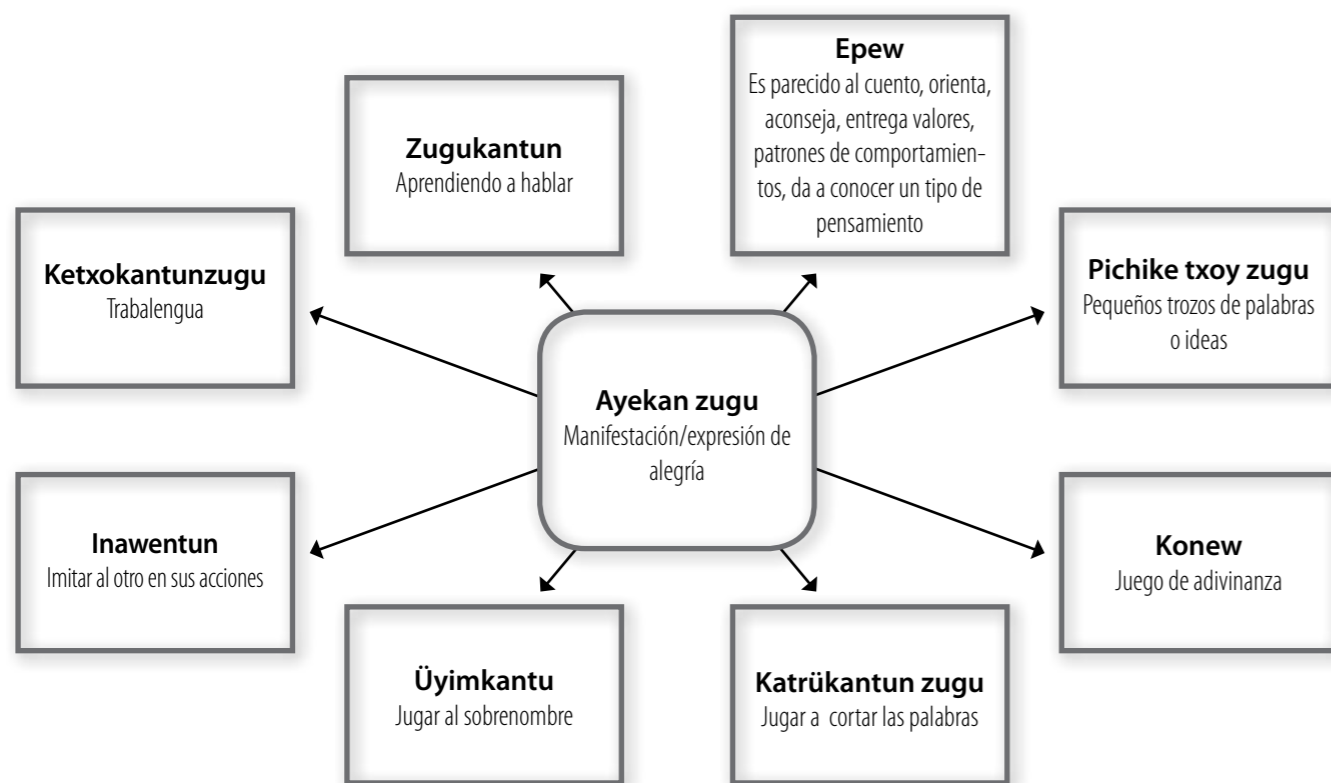 Epew
Es parecido al cuento, orienta,
aconseja, entrega valores,
patrones de comportamien-
tos, da a conocer un tipo de
pensamiento
Zugukantun
Aprendiendo a hablar
Ketxokantunzugu
Trabalengua
Pichike txoy zugu
Pequeños trozos de palabras
o ideas
Ayekan zugu
Manifestación/expresión de
alegría
Inawentun
Imitar al otro en sus acciones
Konew
Juego de adivinanza
Üyimkantu
Jugar al sobrenombre
Katrükantun zugu
Jugar a cortar las palabras